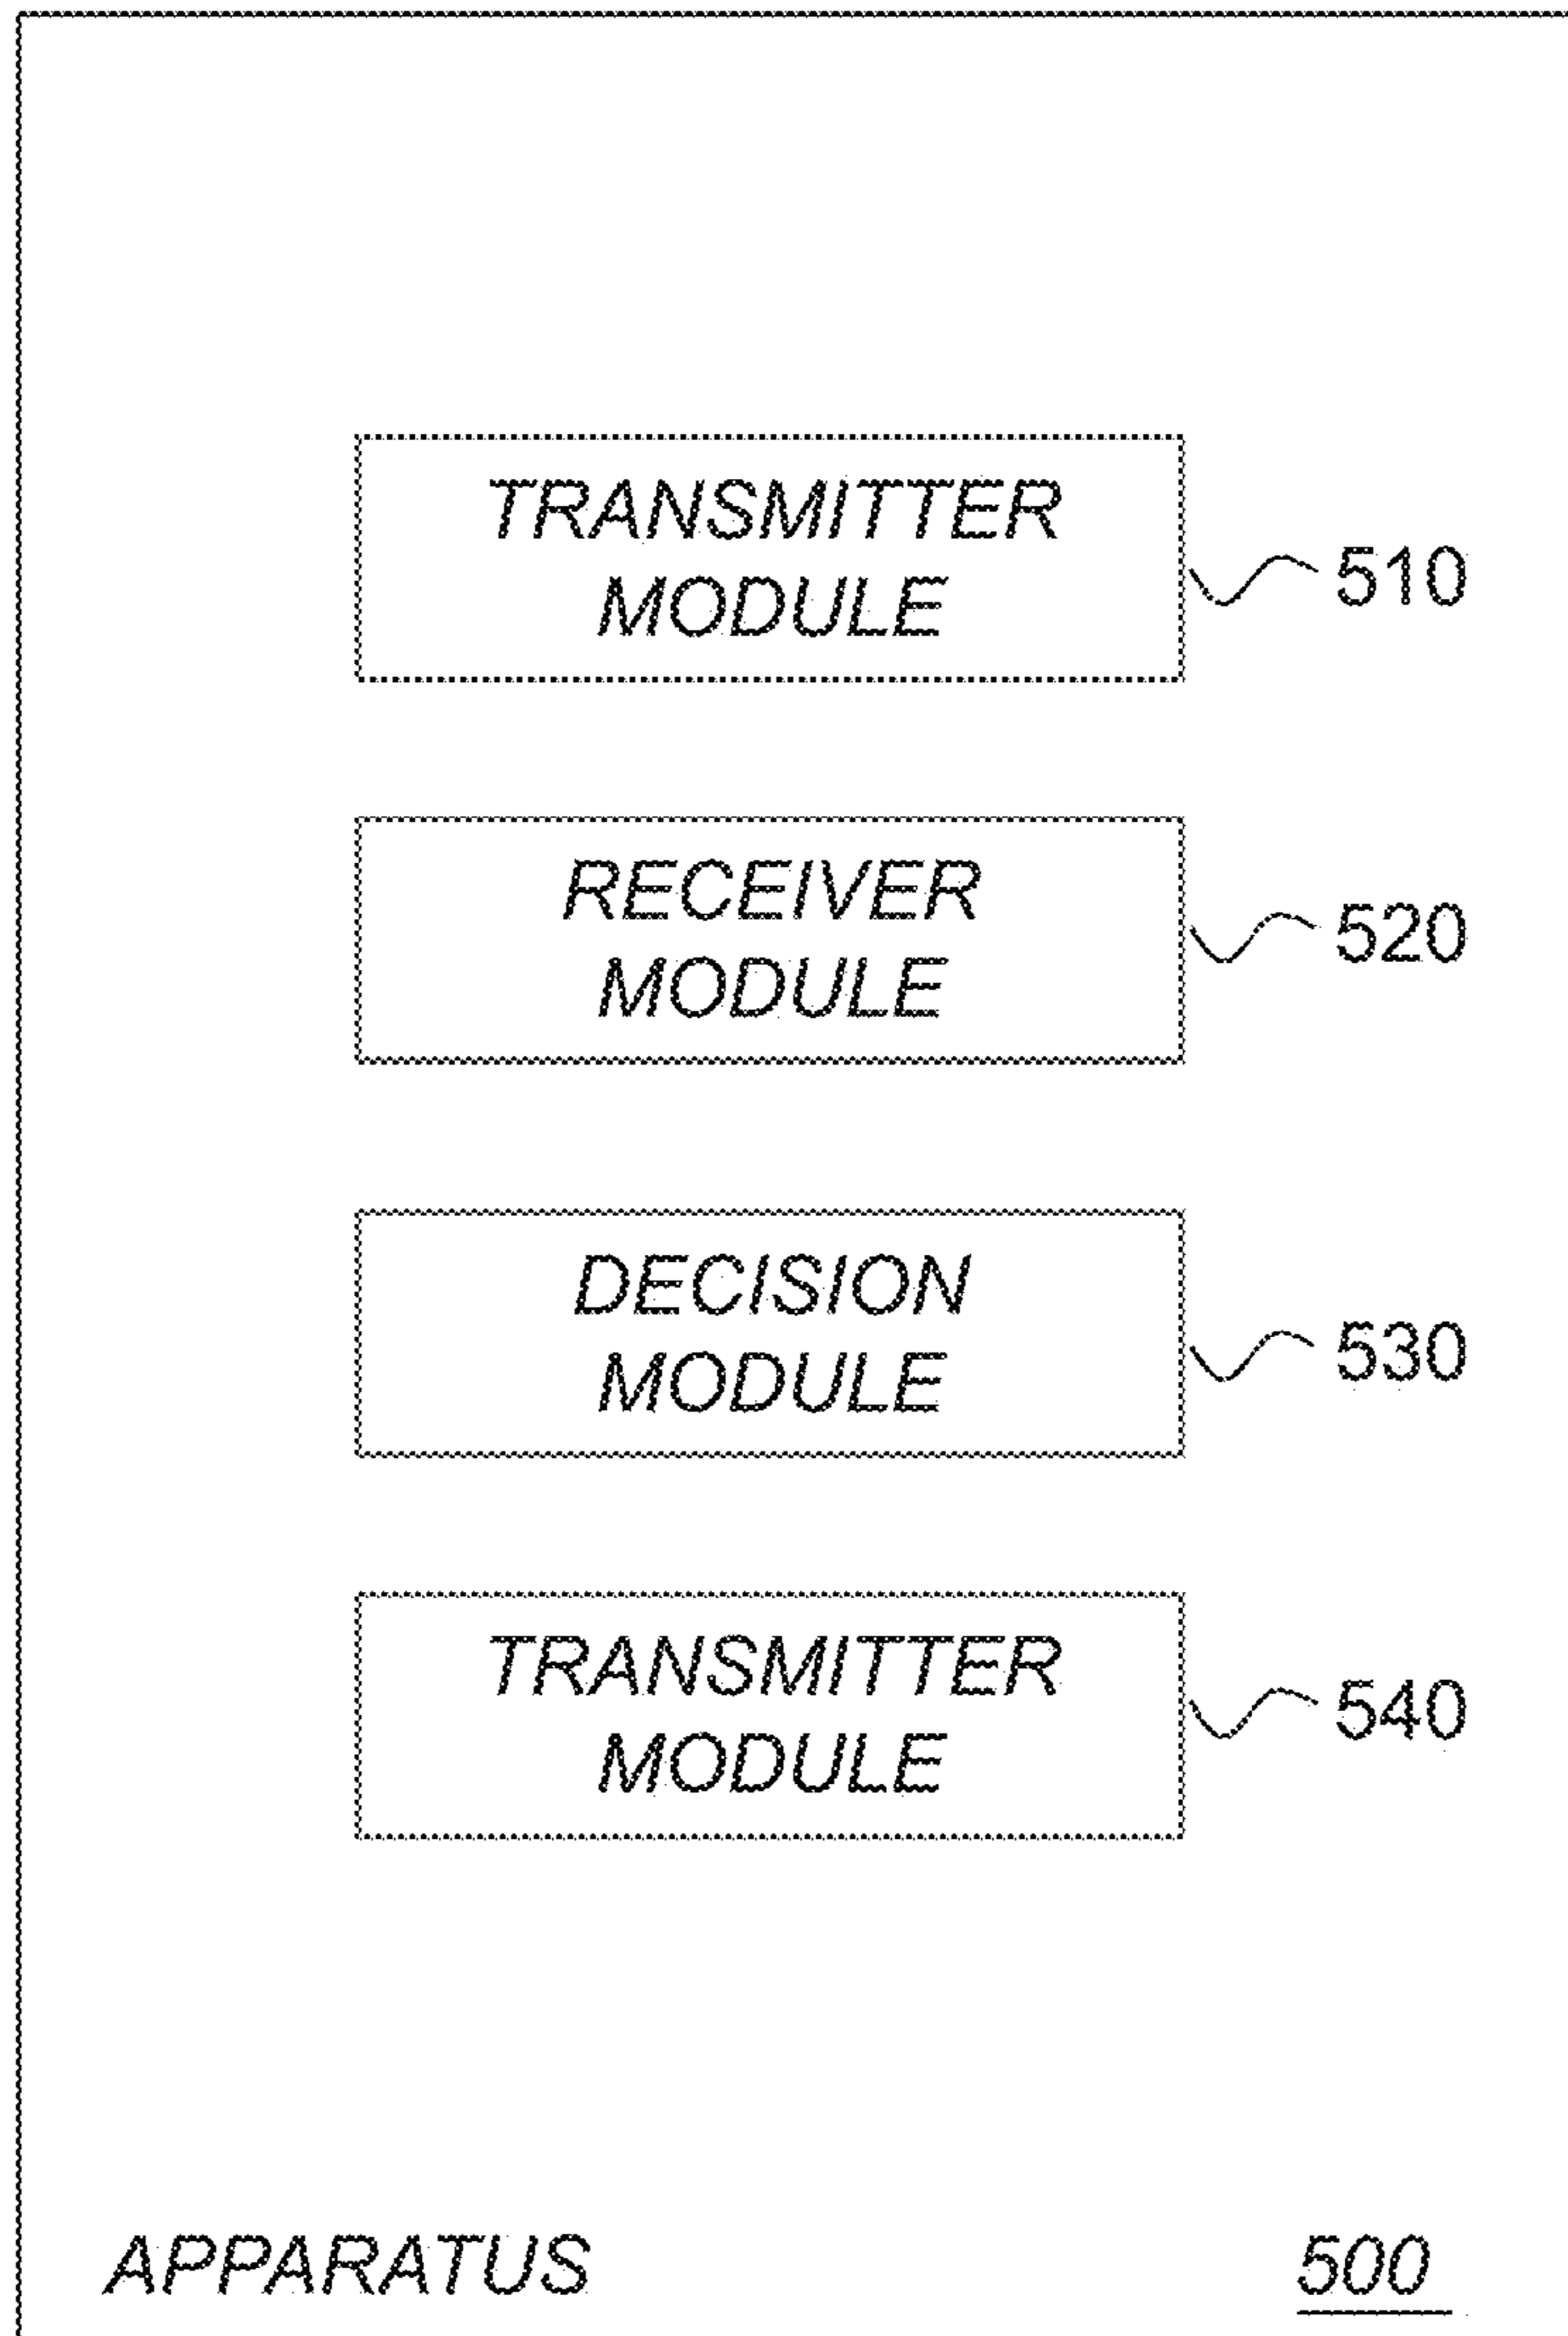 TRANSMITTER
MODULE
510
RECEIVER
MODULE
520
DECISION
MODULE
530
TRANSMITTER
MODULE
540
APPARATUS 500